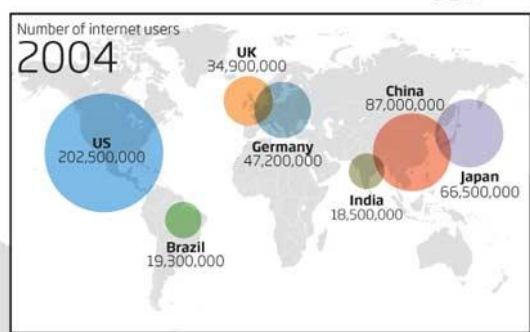 Number of internet users
2004
UK
34,900,000
US
202,500,000
Germany
47,200,000
China
87,000,000
Japan
66,500,000
India
18,500,000
Brazil
19,300,000